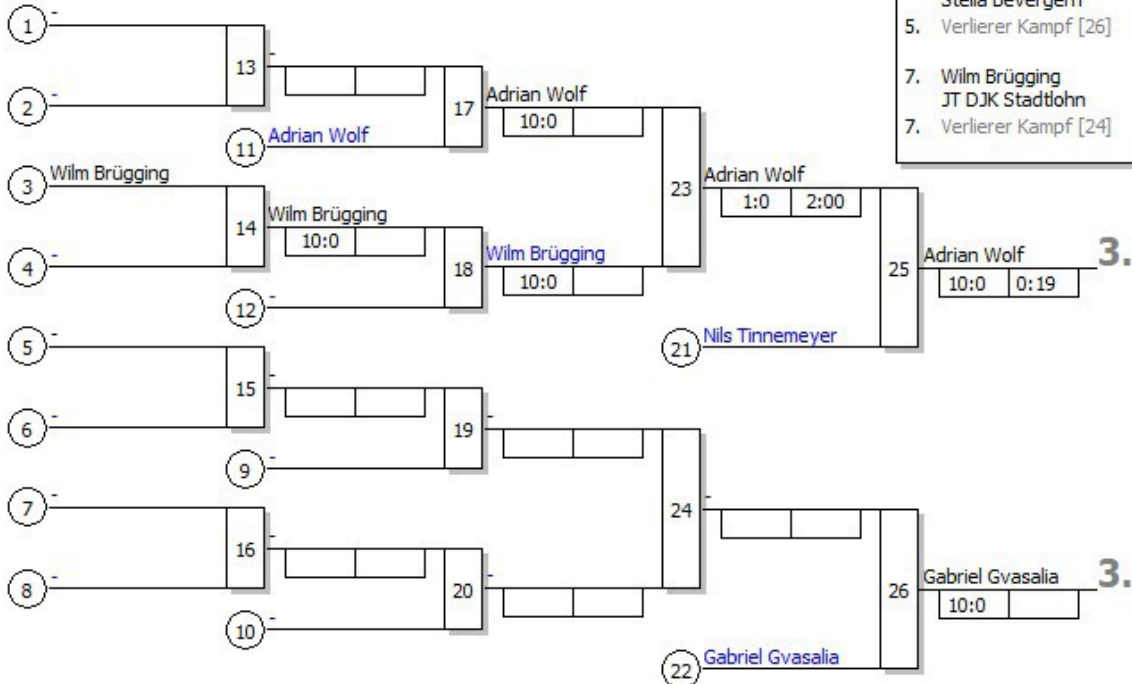 Stella Bevergern
5. Verlierer Kampf [26]
7. Wilm Brügging
JT DJK Stadtlohn
7. Verlierer Kampf [24]
1 -
2 -
13 -
11 Adrian Wolf
17 Adrian Wolf
10:0
3 Wilm Brügging
4 -
14 Wilm Brügging
10:0
12 -
18 Wilm Brügging
10:0
23 Adrian Wolf
1:0 2:00
21 Nils Tinnemeyer
25 Adrian Wolf 3.
10:0 0:19
5 -
6 -
15 -
9 -
19 -
7 -
8 -
16 -
10 -
20 -
24 -
22 Gabriel Gvasalia
26 Gabriel Gvasalia 3.
10:0